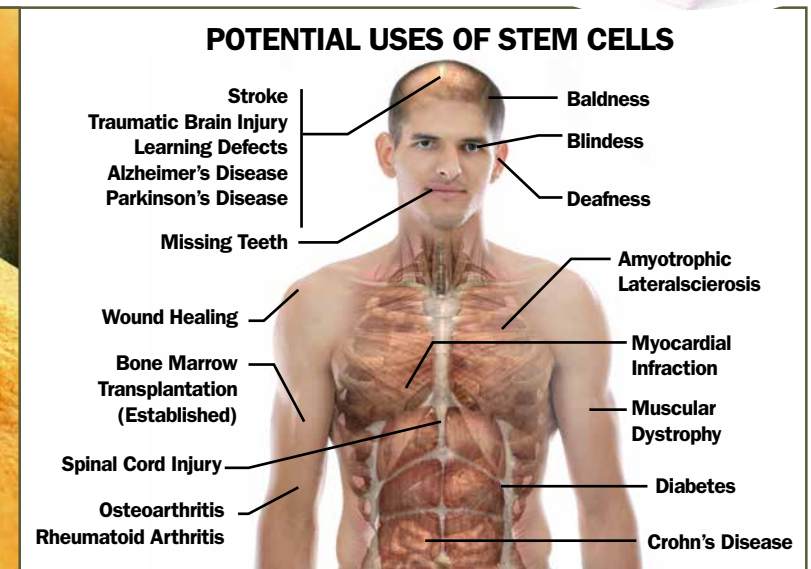 POTENTIAL USES OF STEM CELLS
Stroke
Traumatic Brain Injury
Learning Defects
Alzheimer's Disease
Parkinson's Disease
Missing Teeth
Wound Healing
Bone Marrow
Transplantation
(Established)
Spinal Cord Injury
Osteoarthritis
Rheumatoid Arthritis
Baldness
Blindess
Deafness
Amyotrophic
Lateralscierosis
Myocardial
Infraction
Muscular
Dystrophy
Diabetes
Crohn's Disease